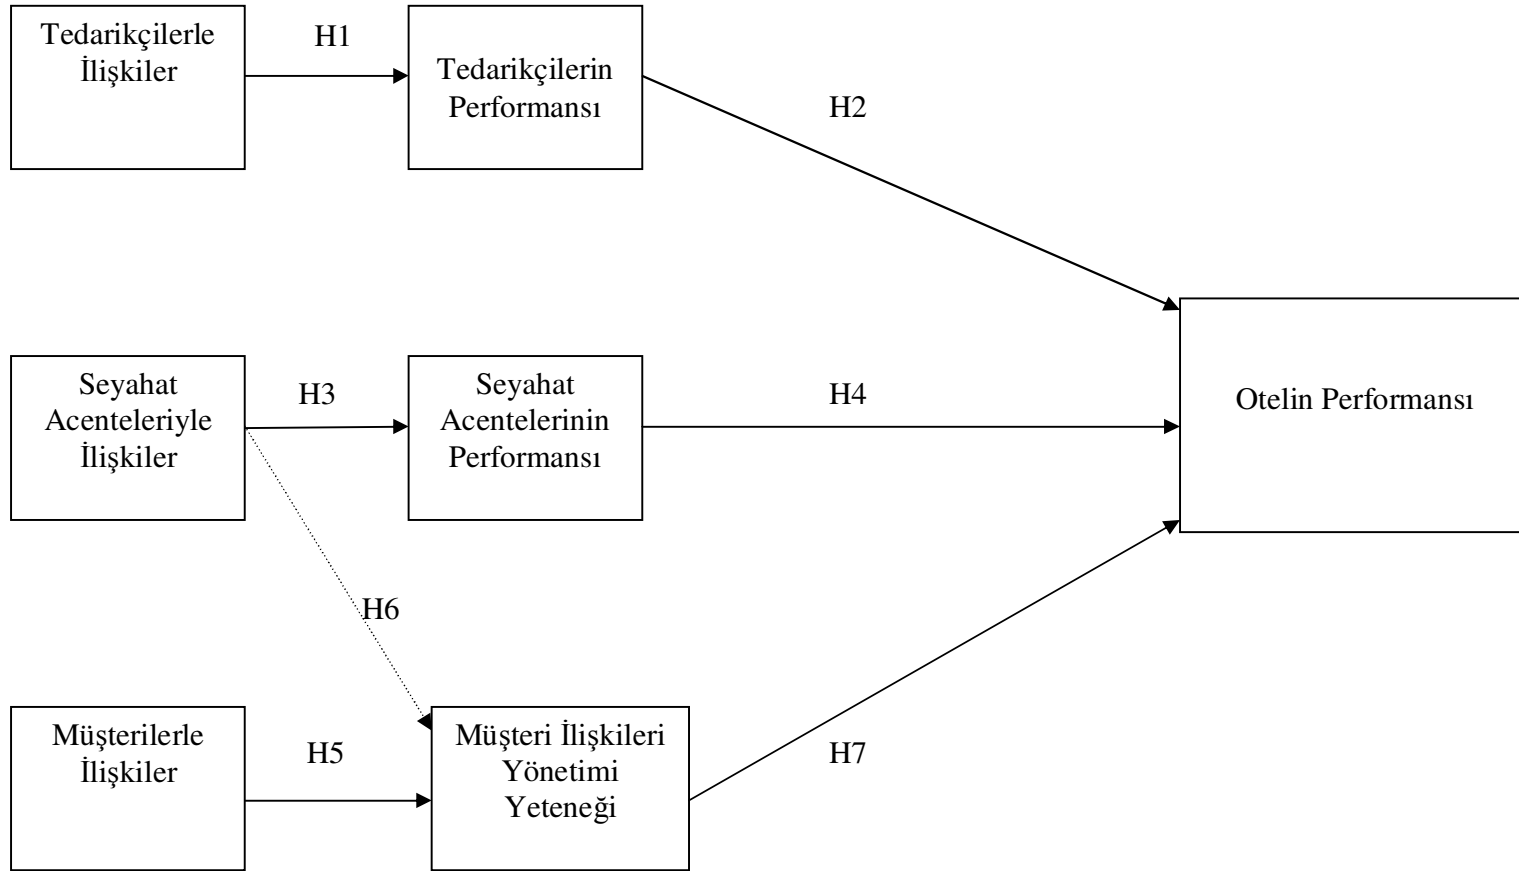 Tedarikçilerle
İlişkiler
H1
Tedarikçilerin
Performansı
H2
Seyahat
Acenteleriyle
İlişkiler
H3
Seyahat
Acentelerinin
Performansı
H4
Otelin Performansı
H6
Müşterilerle
İlişkiler
H5
Müşteri İlişkileri
Yönetimi
Yeteneği
H7